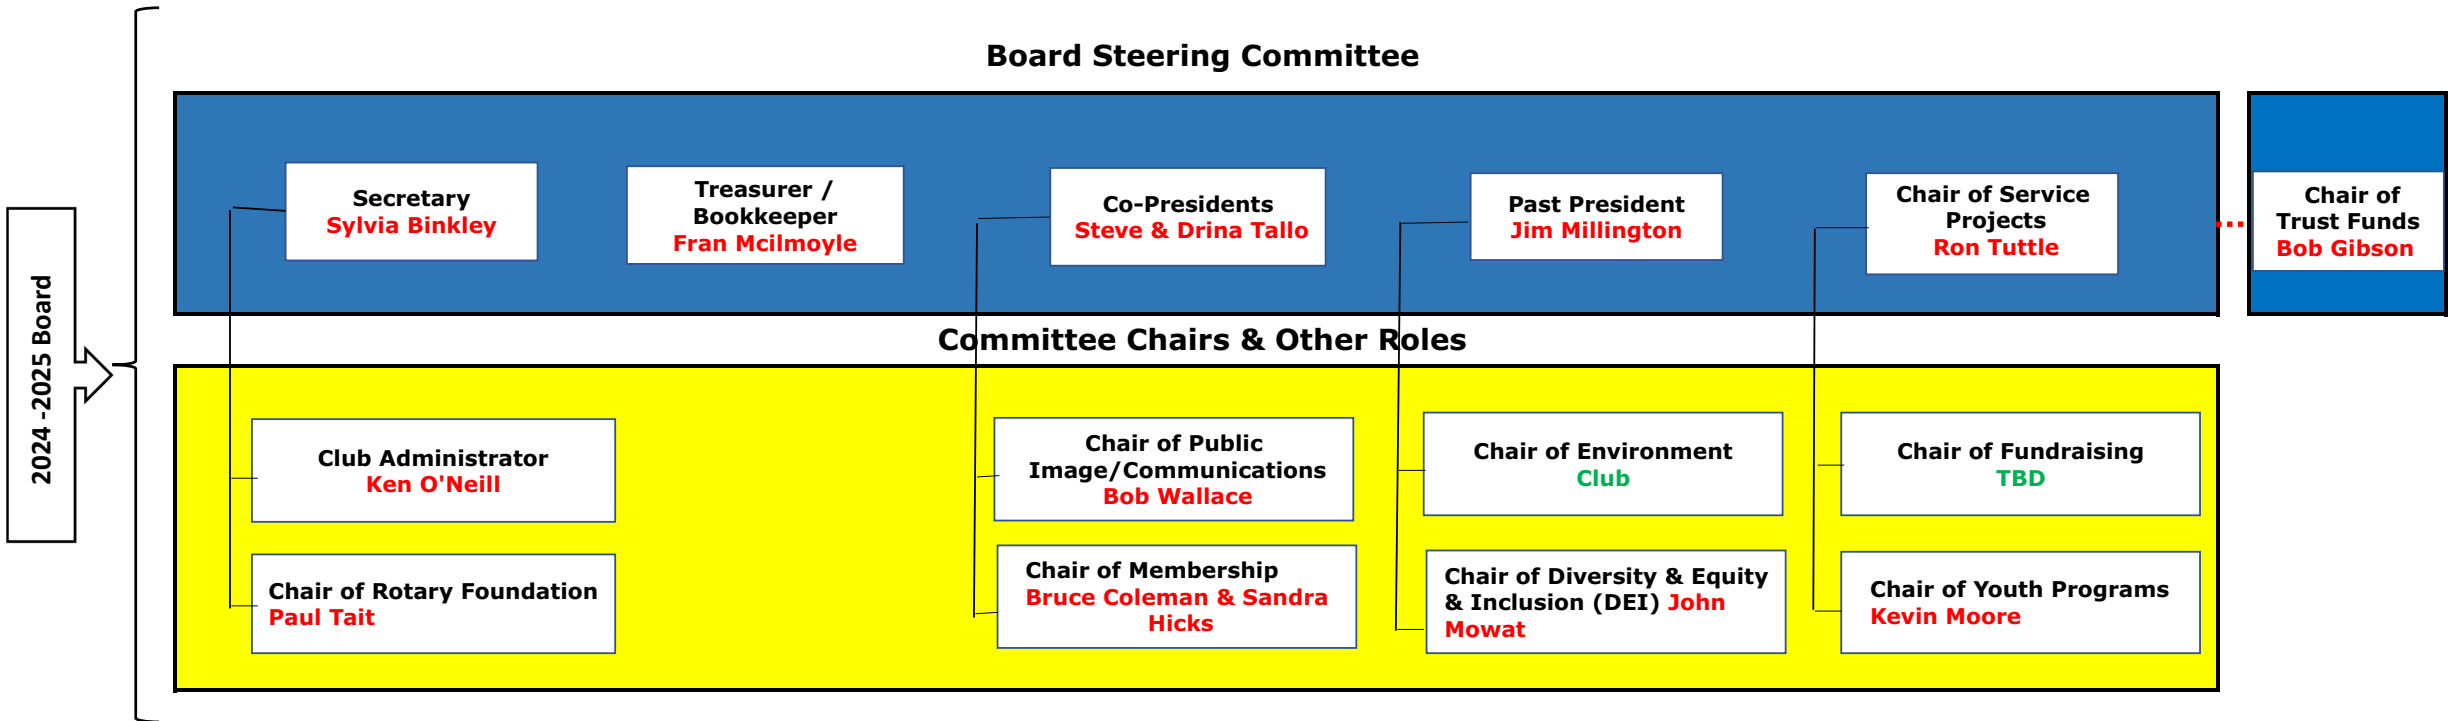 Board Steering Committee
Secretary
Sylvia Binkley
Treasurer /
Bookkeeper
Fran Mcilmoyle
Co-Presidents
Steve & Drina Tallo
Past President
Jim Millington
Chair of Service
Projects
Ron Tuttle
Chair of
Trust Funds
Bob Gibson
2024 -2025 Board
Committee Chairs & Other Roles
Club Administrator
Ken O'Neill
Chair of Public
Image/Communications
Bob Wallace
Chair of Environment
Club
Chair of Fundraising
TBD
Chair of Rotary Foundation
Paul Tait
Chair of Membership
Bruce Coleman & Sandra
Hicks
Chair of Diversity & Equity
& Inclusion (DEI) John
Mowat
Chair of Youth Programs
Kevin Moore